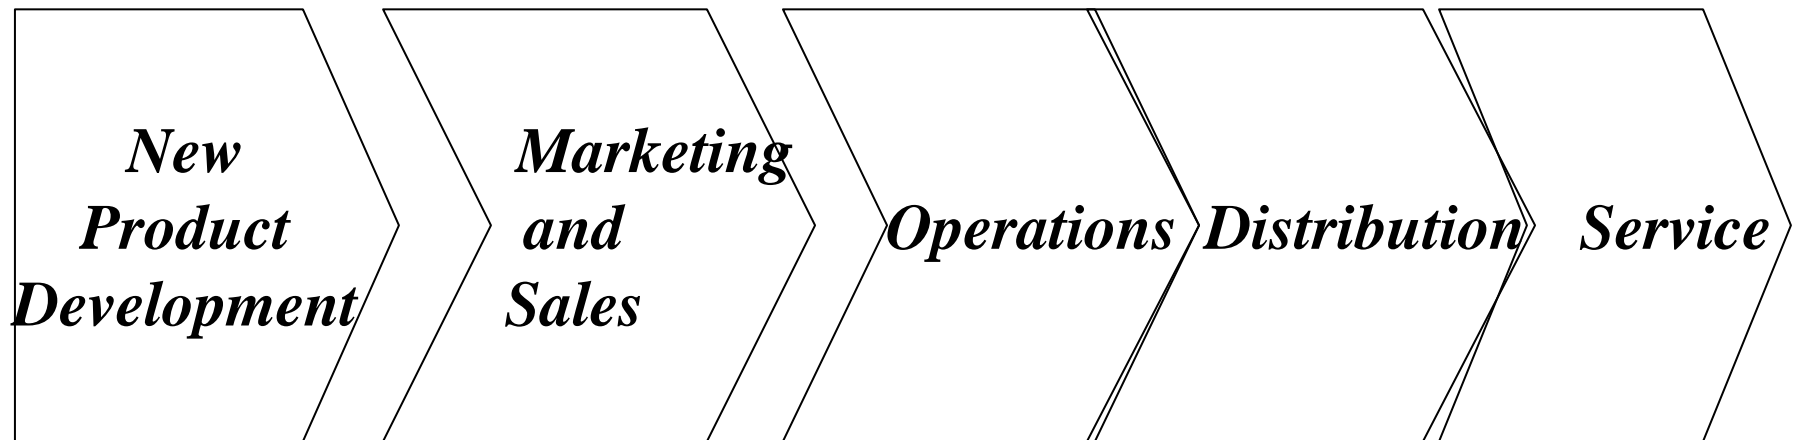 New
Product
Development
Marketing
and
Sales
Operations
Distribution
Service